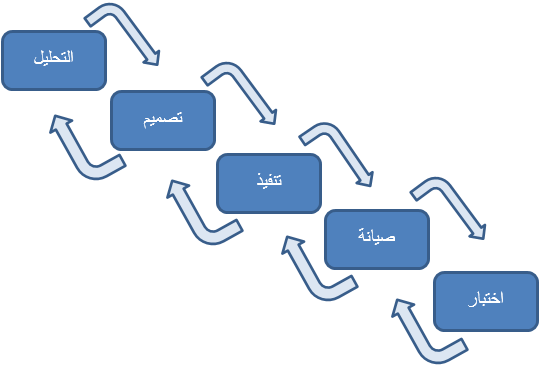 التحليل
تصميم
تنفيذ
صيانة
اختبار